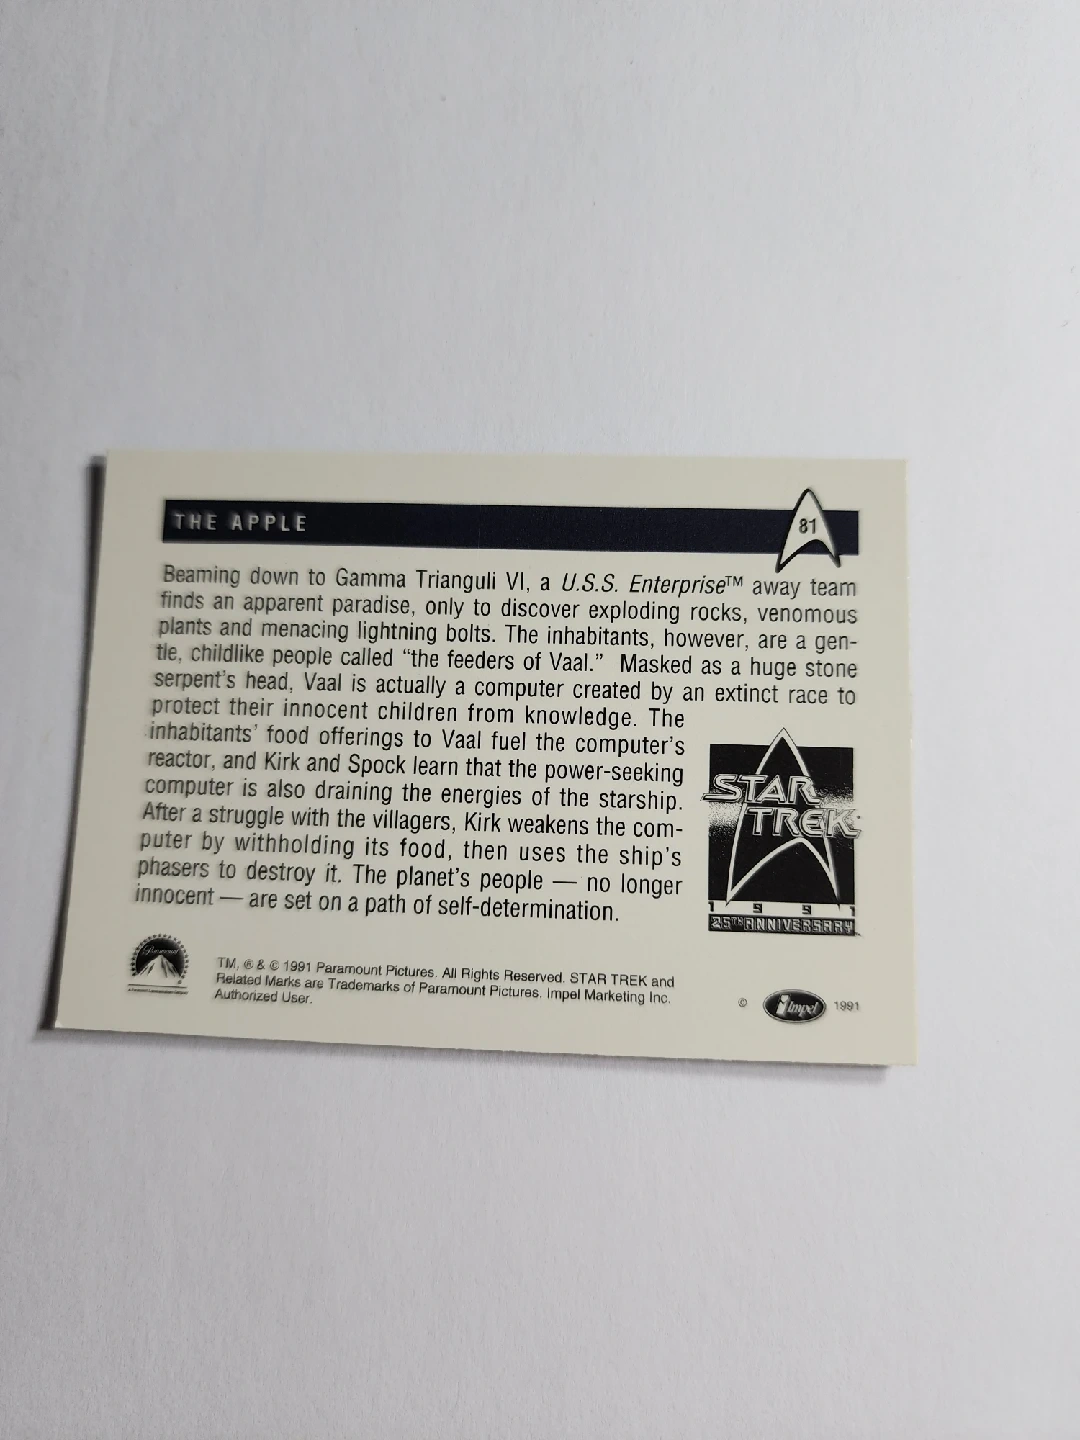 THE APPLE
81
Beaming down to Gamma Trianguli VI, a U.S.S. Enterprise™ away team
finds an apparent paradise, only to discover exploding rocks, venomous
plants and menacing lightning bolts. The inhabitants, however, are a gen-
tle, childlike people called "the feeders of Vaal."  Masked as a huge stone
serpent's head, Vaal is actually a computer created by an extinct race to
protect their innocent children from knowledge. The
inhabitants' food offerings to Vaal fuel the computer's
reactor, and Kirk and Spock learn that the power-seeking
computer is also draining the energies of the starship.
After a struggle with the villagers, Kirk weakens the com-
puter by withholding its food, then uses the ship's
phasers to destroy it. The planet's people — no longer
innocent — are set on a path of self-determination.
STAR
TREK
1991
25TH ANNIVERSARY
Paramount
TM, ® & © 1991 Paramount Pictures. All Rights Reserved. STAR TREK and
Related Marks are Trademarks of Paramount Pictures. Impel Marketing Inc.
Authorized User.
© Impel 1991